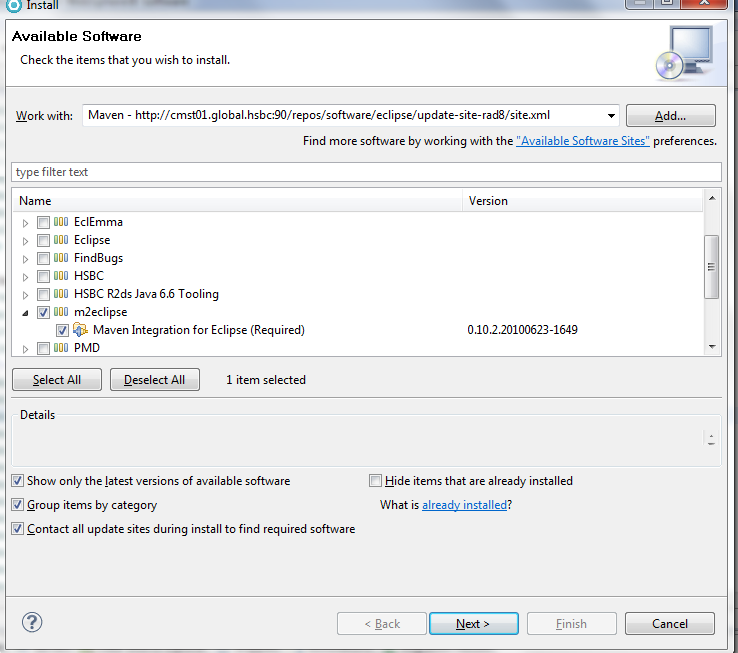 Install
Available Software
Check the items that you wish to install.
Work with: Maven - http://cmst01.global.hsbc:90/repos/software/eclipse/update-site-rad8/site.xml Add...
Find more software by working with the "Available Software Sites" preferences.
type filter text
Name Version
EclEmma
Eclipse
FindBugs
HSBC
HSBC R2ds Java 6.6 Tooling
m2eclipse
Maven Integration for Eclipse (Required) 0.10.2.20100623-1649
PMD
Select All Deselect All 1 item selected
Details
Show only the latest versions of available software Hide items that are already installed
Group items by category What is already installed?
Contact all update sites during install to find required software
? < Back Next > Finish Cancel